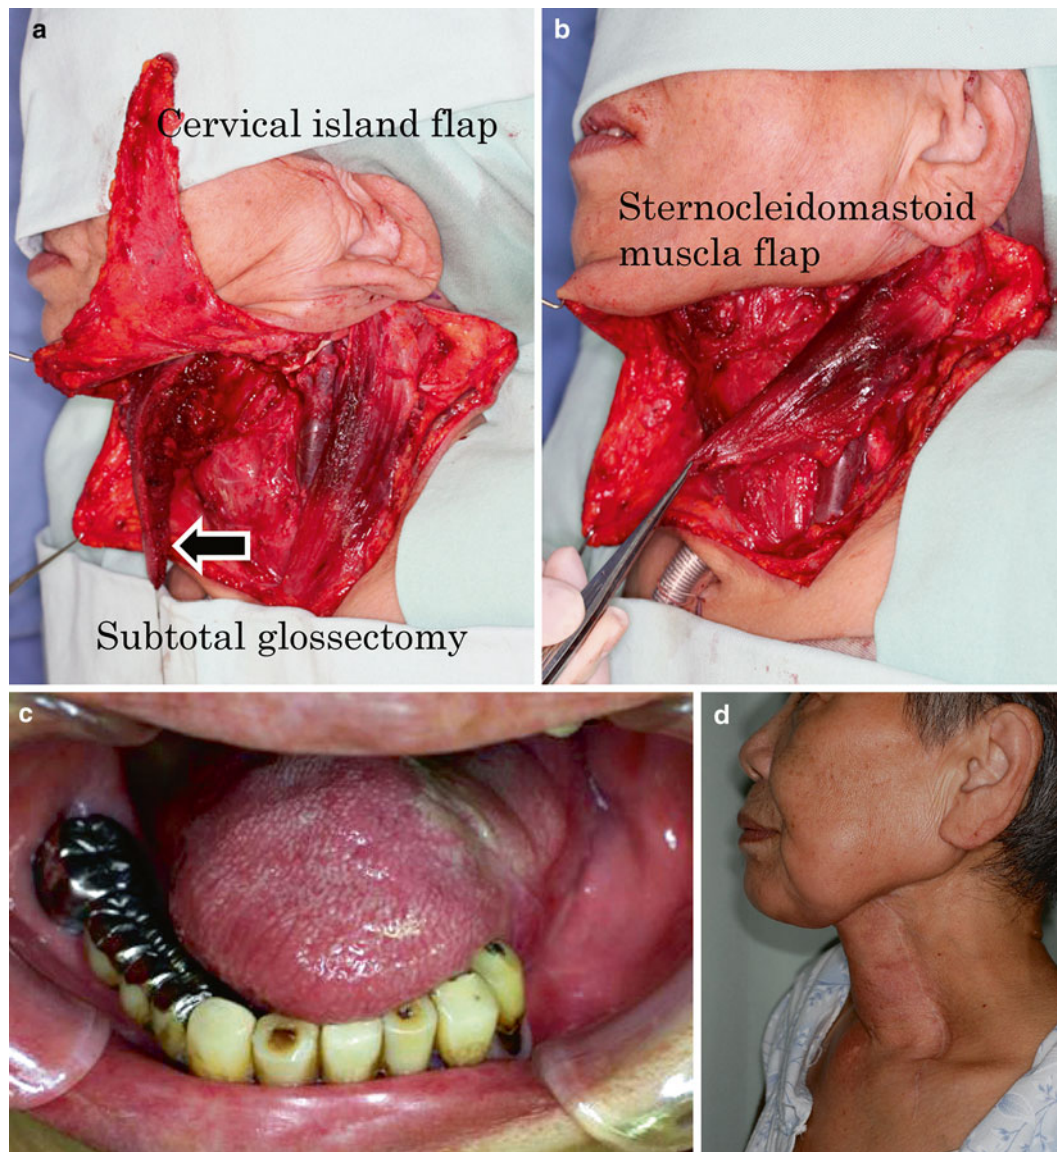 a
Cervical island flap
Subtotal glossectomy
b
Sternocleidomastoid
muscla flap
c
d